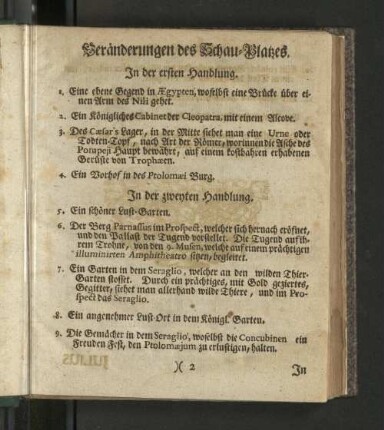 Veränderungen des Schau-Platzes.
In der ersten Handlung.
1. Eine ebene Gegend in Ægypten, woselbst eine Brücke über ei-
nen Arm des Nili gehet.
2. Ein Königliches Cabinet der Cleopatra, mit einem Alcove.
3. Des Cæsar's Lager, in der Mitte siehet man eine Urne oder
Todten-Topf, nach Art der Römer, worinnen die Asche des
Pompeji Haupt bewahrt, auf einem kostbahren erhabenen
Gerüste von Trophæen.
4. Ein Vorhof in des Ptolomæi Burg.
In der zweyten Handlung.
5. Ein schöner Lust-Garten.
6. Der Berg Parnassus im Prospect, welcher sich hernach eröfnet,
und den Pallast der Tugend vorstellet. Die Tugend auf ih-
rem Trohne, von den 9. Musen, welche auf einem prächtigen
illuminirten Amphitheatro sitzen, begleitet.
7. Ein Garten in dem Seraglio, welcher an den wilden Thier-
Garten stosset. Durch ein prächtiges, mit Gold geziertes,
Gegitter, siehet man allerhand wilde Thiere, und im Pro-
spect das Seraglio.
8. Ein angenehmer Lust-Ort in dem Königl. Garten.
9. Die Gemächer in dem Seraglio, woselbst die Concubinen ein
Freuden Fest, den Ptolomæum zu erlustigen, halten.
)( 2 In